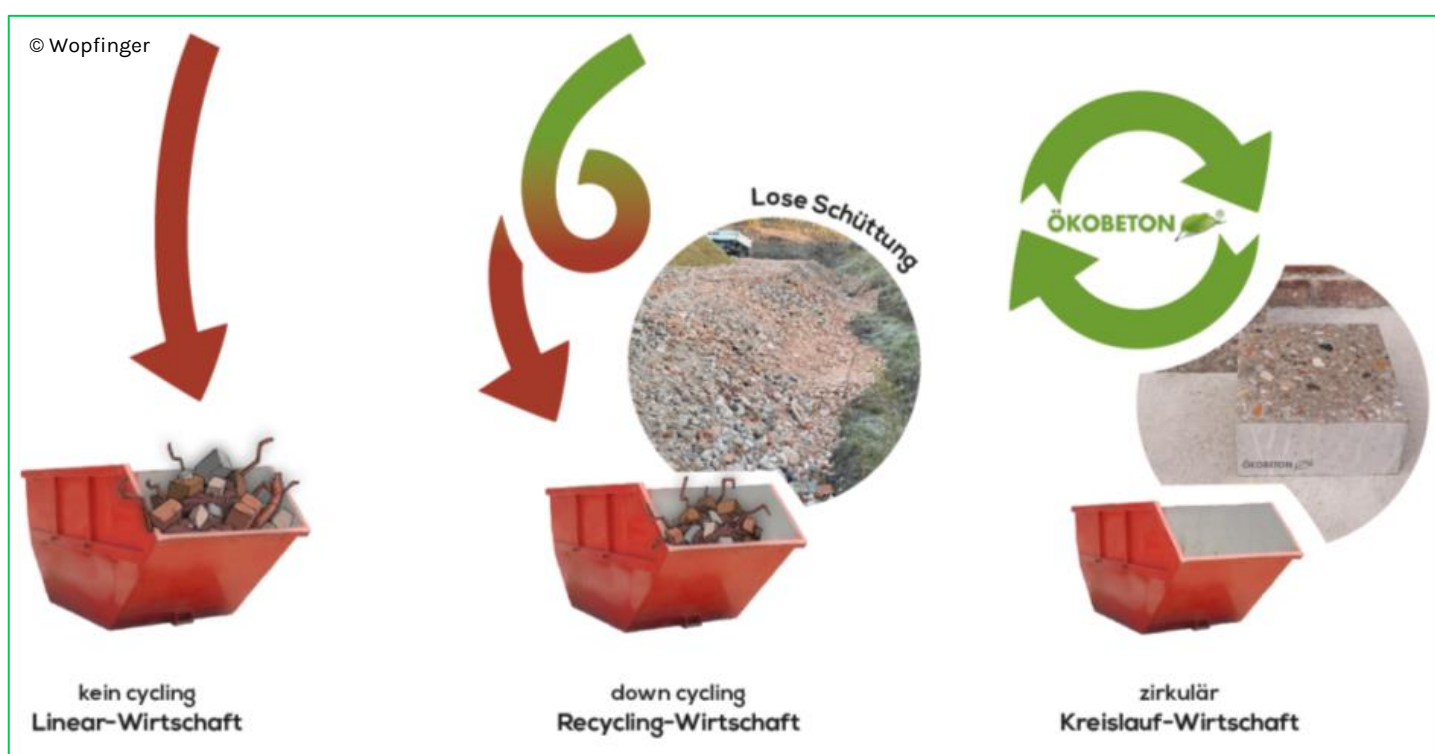 © Wopfinger
Lose Schüttung
ÖKOBETON®
ÖKOBETON
kein cycling
Linear-Wirtschaft
down cycling
Recycling-Wirtschaft
zirkulär
Kreislauf-Wirtschaft